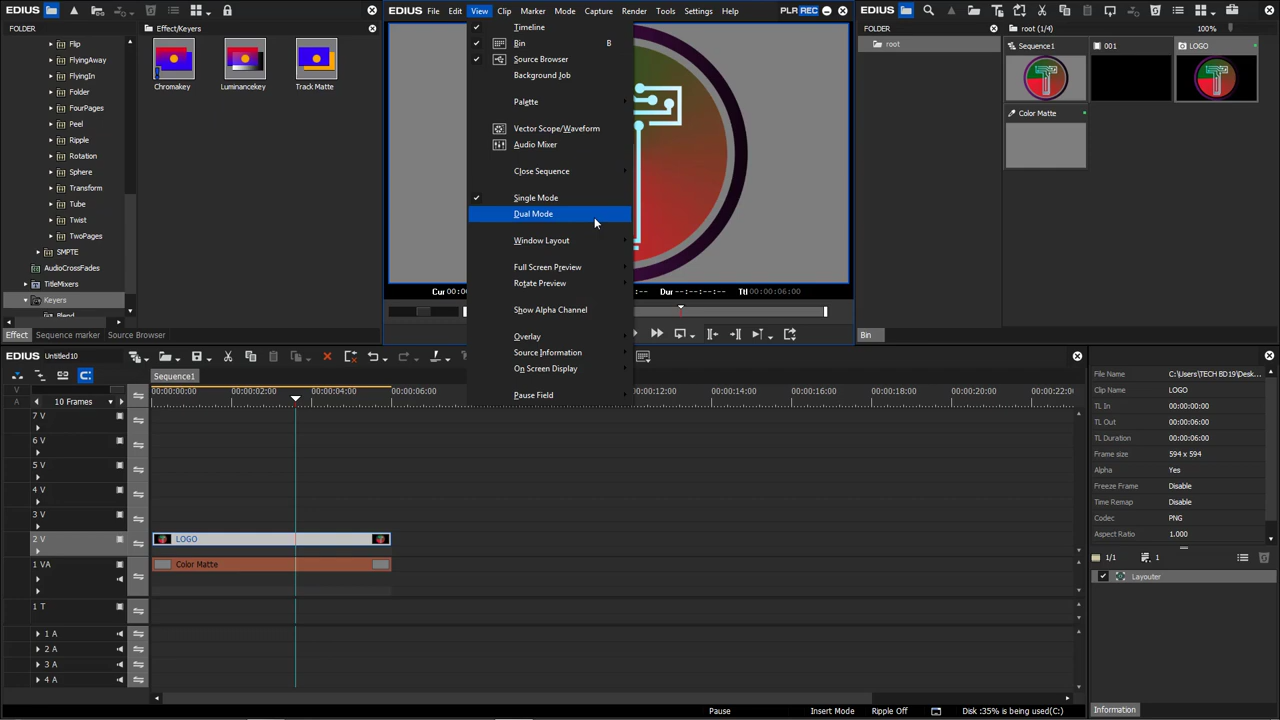 EDIUS
FOLDER
Flip
FlyingAway
FlyingIn
Folder
FourPages
Peel
Ripple
Rotation
Sphere
Transform
Tube
Twist
TwoPages
SMPTE
AudioCrossFades
TitleMixers
Keyers
Blend
Effect
Sequence marker
Source Browser
Effect/Keyers
Chromakey
Luminancekey
Track Matte
EDIUS
File
Edit
View
Clip
Marker
Mode
Capture
Render
Tools
Settings
Help
PLR REC
Timeline
Bin B
Source Browser
Background Job
Palette
Vector Scope/Waveform
Audio Mixer
Close Sequence
Single Mode
Dual Mode
Window Layout
Full Screen Preview
Rotate Preview
Show Alpha Channel
Overlay
Source Information
On Screen Display
Pause Field
Cur 00:0
--:--
Dur --:--:--:--
Ttl 00:00:06:00
FOLDER
root
root (1/4)
100%
Sequence1
001
LOGO
Color Matte
Bin
EDIUS Untitled10
Sequence1
V
A
10 Frames
00:00:00:00
00:00:02:00
00:00:04:00
00:00:06:00
00:00:12:00
00:00:14:00
00:00:16:00
00:00:18:00
00:00:20:00
00:00:22:00
7 V
6 V
5 V
4 V
3 V
2 V
LOGO
1 VA
Color Matte
1 T
1 A
2 A
3 A
4 A
File Name C:\Users\TECH BD19\Desk...
Clip Name LOGO
TL In 00:00:00:00
TL Out 00:00:06:00
TL Duration 00:00:06:00
Frame size 594 x 594
Alpha Yes
Freeze Frame Disable
Time Remap Disable
Codec PNG
Aspect Ratio 1.000
1/1
1
Layouter
Information
Pause
Insert Mode
Ripple Off
Disk :35% is being used(C:)